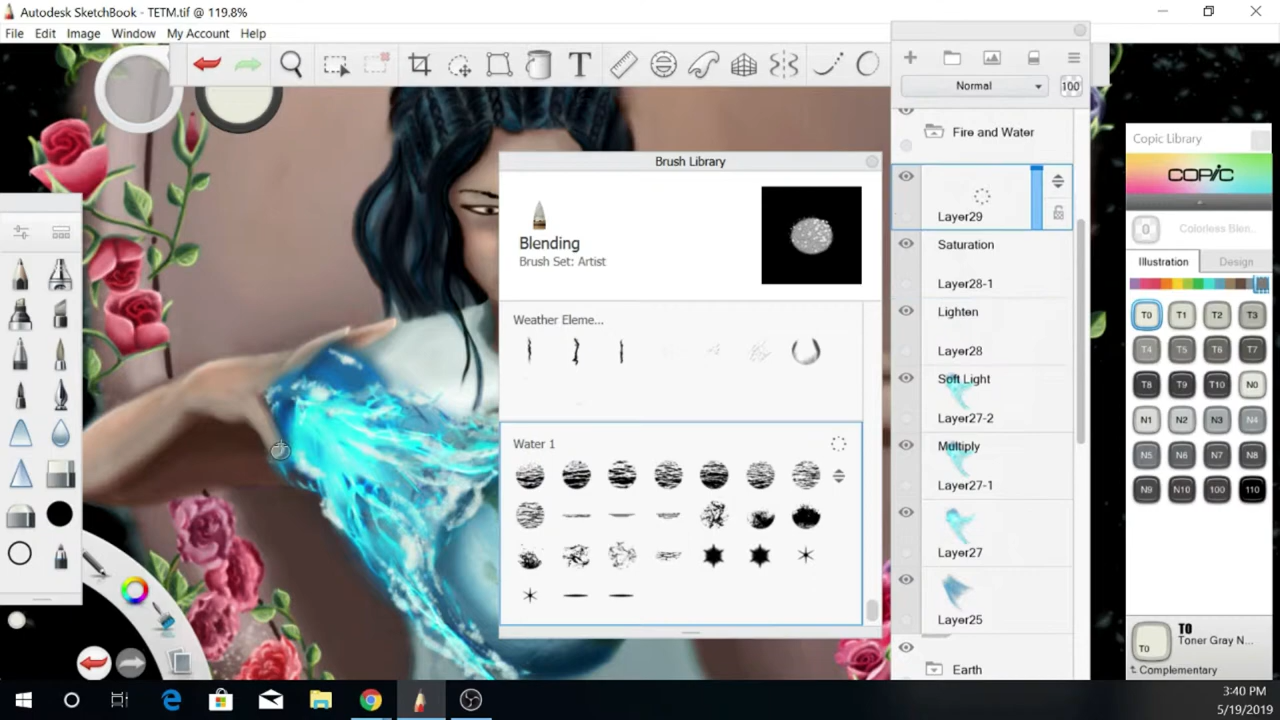 Autodesk SketchBook - TETM.tif @ 119.8%
File Edit Image Window My Account Help
Normal
100
Fire and Water
Layer29
Saturation
Layer28-1
Lighten
Layer28
Soft Light
Layer27-2
Multiply
Layer27-1
Layer27
Layer25
Earth
Brush Library
Blending
Brush Set: Artist
Weather Eleme...
Water 1
T
Copic Library
COPIC
0 Colorless Blen...
Illustration Design
T0 T1 T2 T3
T4 T5 T6 T7
T8 T9 T10 N0
N1 N2 N3 N4
N5 N6 N7 N8
N9 N10 100 110
T0
T0
Toner Gray N...
Complementary
3:40 PM
5/19/2019